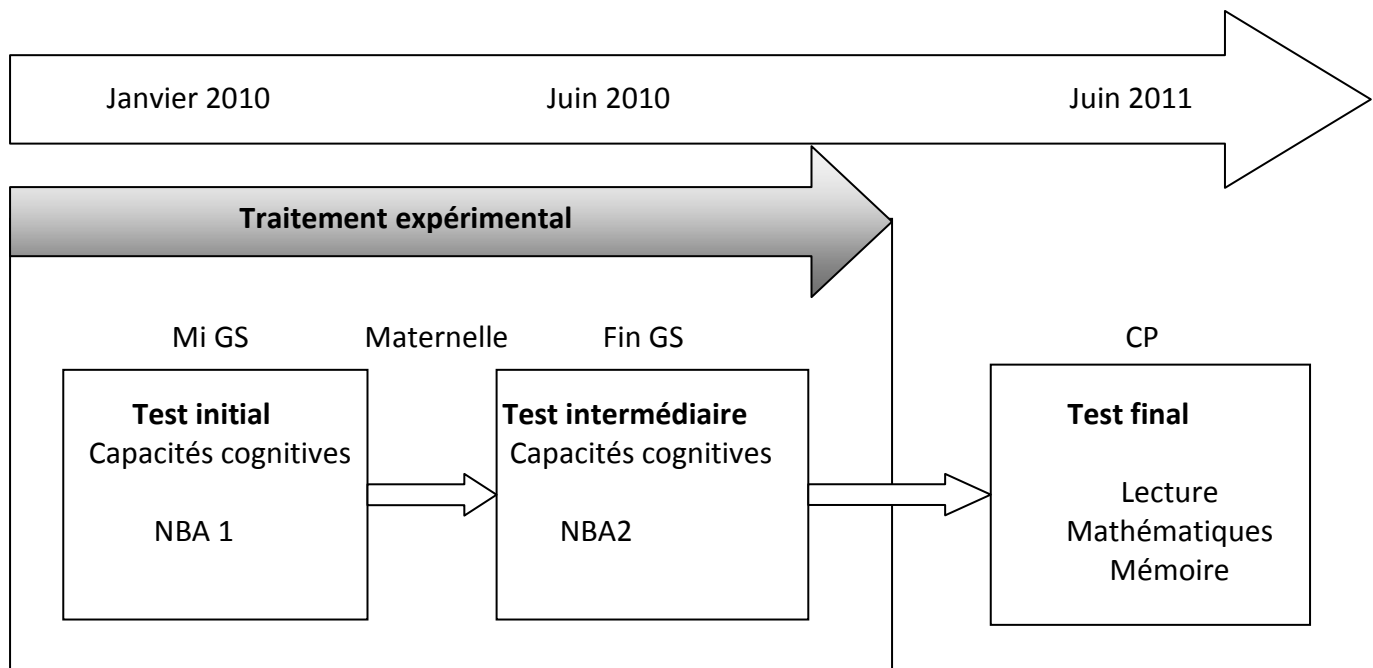 Janvier 2010 Juin 2010 Juin 2011
Traitement expérimental
Mi GS Maternelle Fin GS CP
Test initial
Capacités cognitives
NBA 1
Test intermédiaire
Capacités cognitives
NBA2
Test final
Lecture
Mathématiques
Mémoire